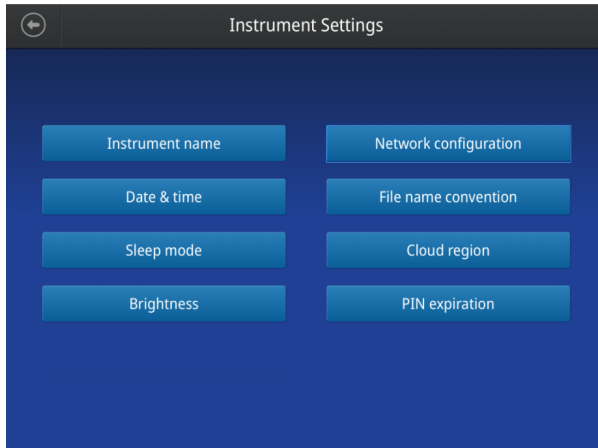 Instrument Settings
Instrument name
Network configuration
Date & time
File name convention
Sleep mode
Cloud region
Brightness
PIN expiration